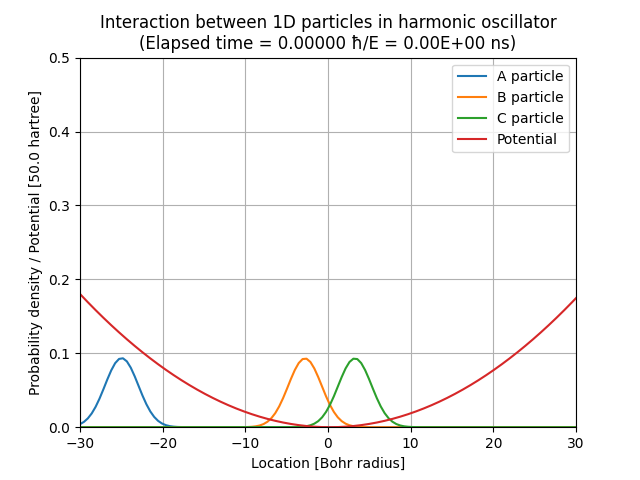 Interaction between 1D particles in harmonic oscillator
(Elapsed time = 0.00000 ħ/E = 0.00E+00 ns)
A particle
B particle
C particle
Potential
Probability density / Potential [50.0 hartree]
0.5
0.4
0.3
0.2
0.1
0.0
−30 −20 −10 0 10 20 30
Location [Bohr radius]